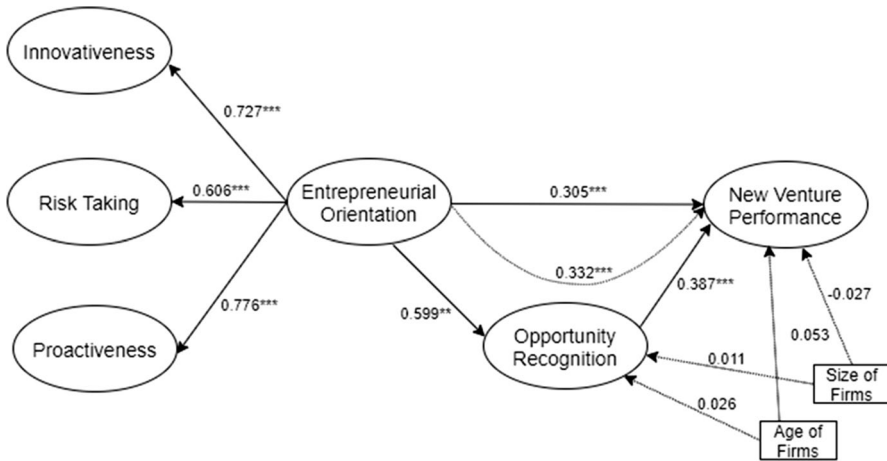 Innovativeness
0.727***
Risk Taking
0.606***
Entrepreneurial
Orientation
0.305***
New Venture
Performance
0.332***
0.387***
-0.027
0.776***
0.599**
Proactiveness
Opportunity
Recognition
0.053
0.011
Size of
Firms
0.026
Age of
Firms